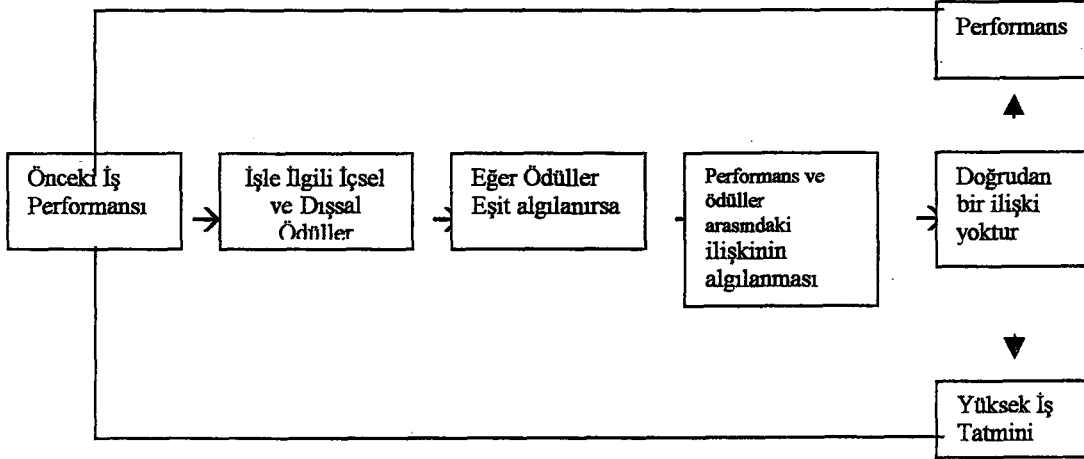 Performans
Önceki İş
Performansı
İşle İlgili İçsel
ve Dışsal
Ödüller
Eğer Ödüller
Eşit algılanırsa
Performans ve
ödüller
arasındaki
ilişkinin
algılanması
Doğrudan
bir ilişki
yoktur
Yüksek İş
Tatmini